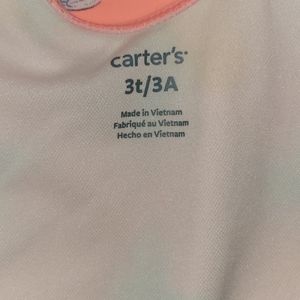 carter's
3t/3A
Made in Vietnam
Fabriqué au Vietnam
Hecho en Vietnam